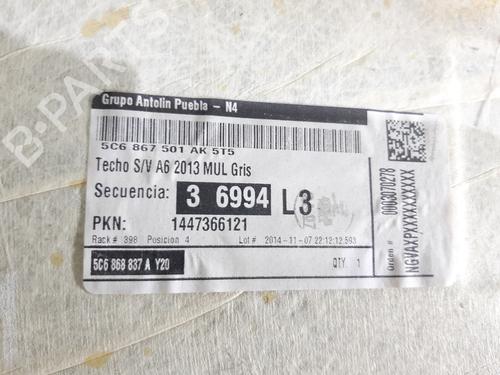 Grupo Antolin Puebla - N4
5C6 867 501 AK 5T5
Techo S/V A6 2013 MUL Gris
Secuencia: 3 6994 L3
PKN: 1447366121
Rack # 398 Posicion 4 Lot # 2014-11-07 22:12:12.593
5C6 868 837 A Y20
QTY 1
Orden #
NGVAXPXXXXXXXXXXX
B-PARTS